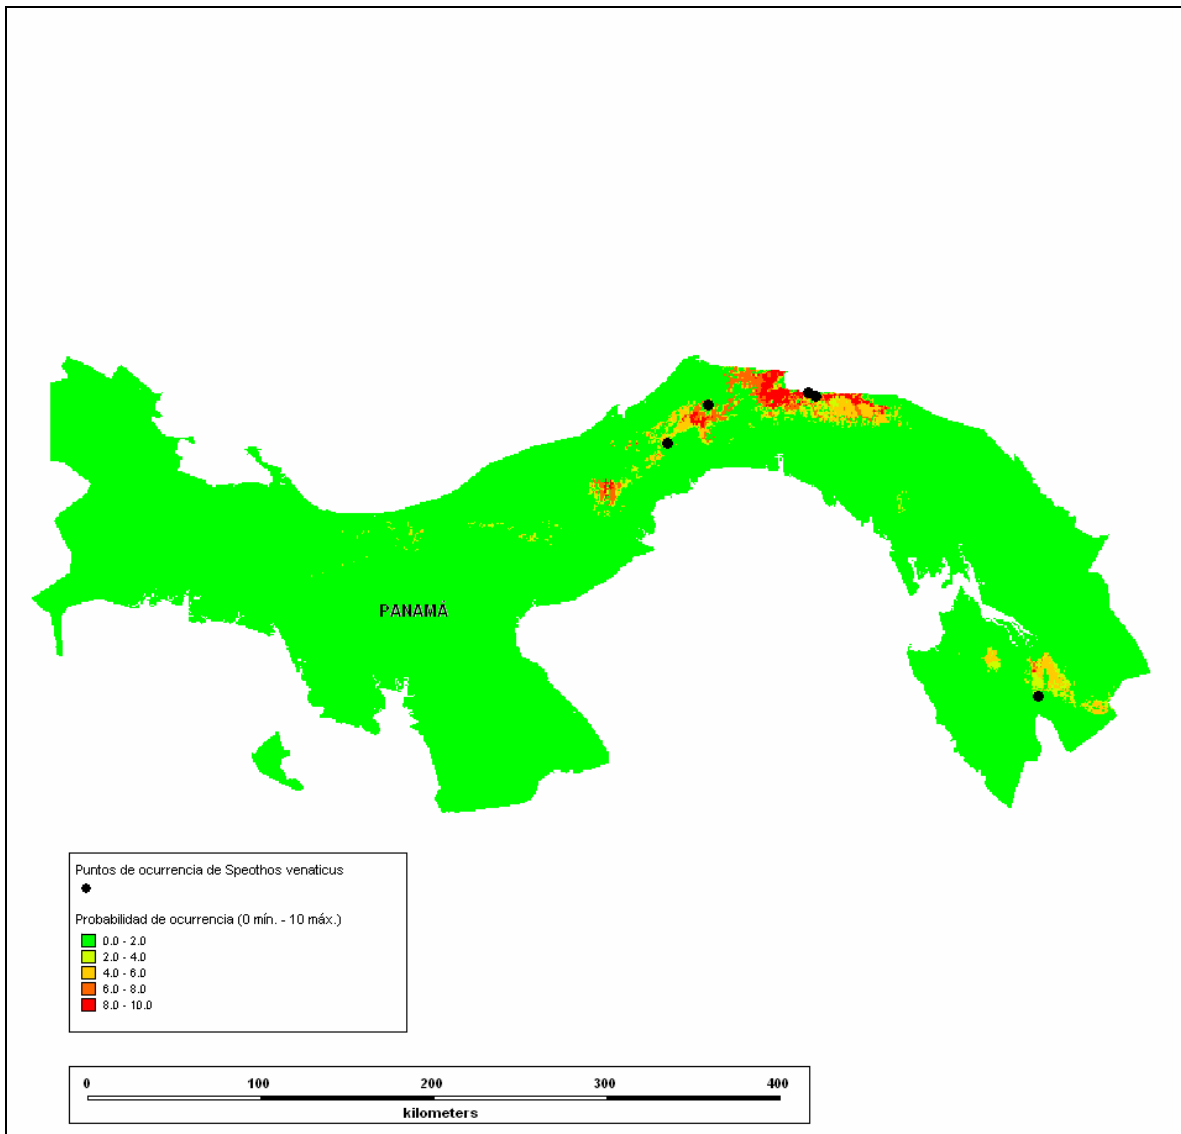 PANAMÁ
Puntos de ocurrencia de Speothos venaticus
Probabilidad de ocurrencia (0 mín. - 10 máx.)
0.0 - 2.0
2.0 - 4.0
4.0 - 6.0
6.0 - 8.0
8.0 - 10.0
0 100 200 300 400
kilometers